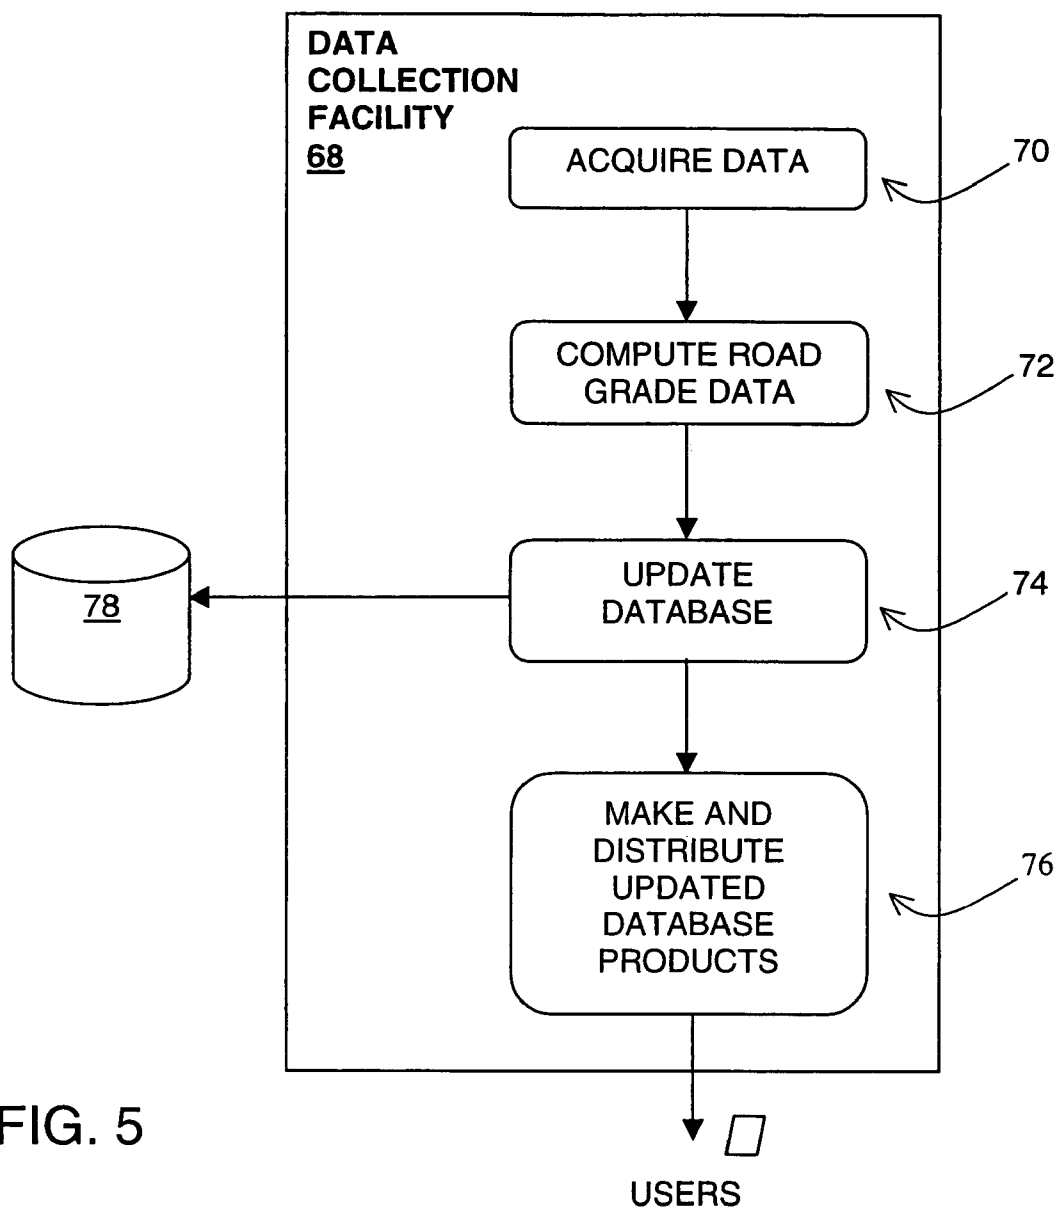 DATA
COLLECTION
FACILITY
68
ACQUIRE DATA
70
COMPUTE ROAD
GRADE DATA
72
UPDATE
DATABASE
74
78
MAKE AND
DISTRIBUTE
UPDATED
DATABASE
PRODUCTS
76
FIG. 5
USERS